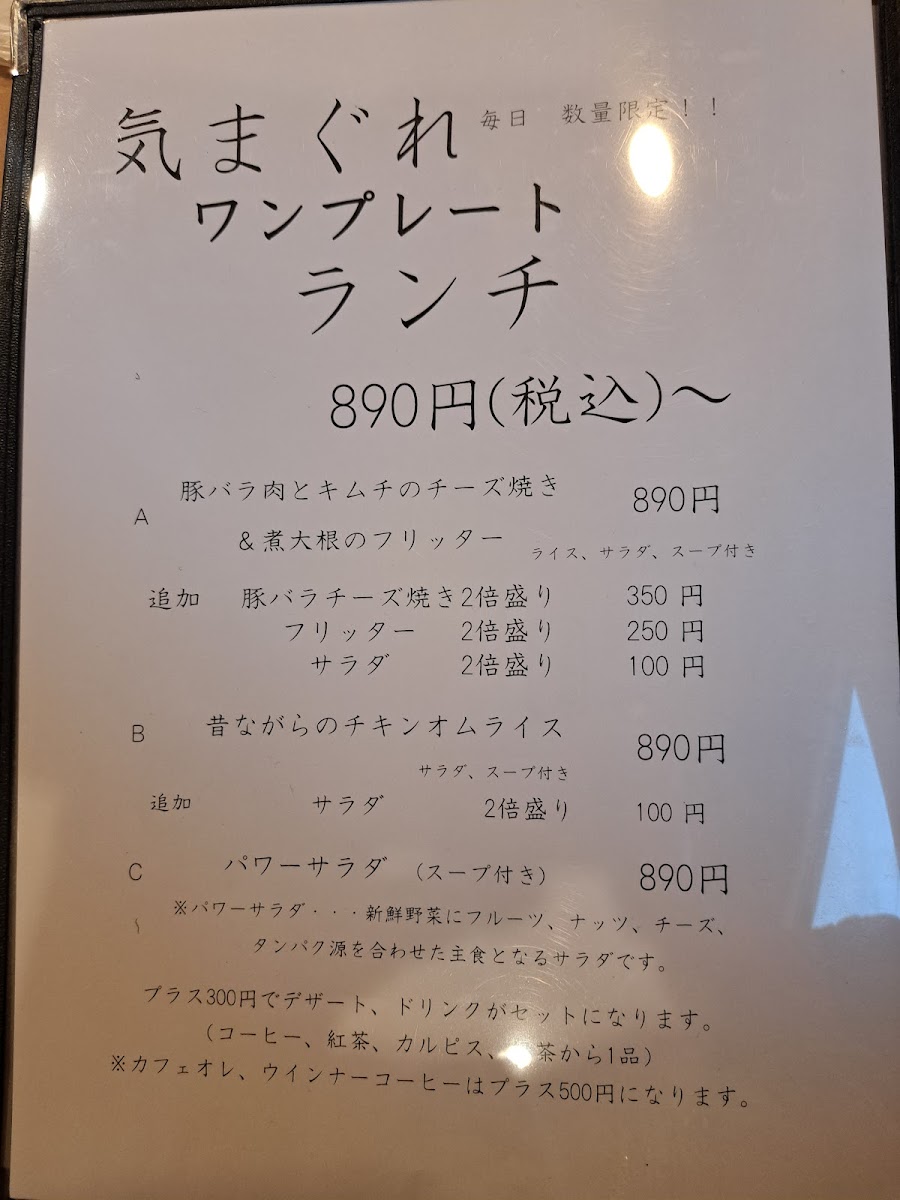 気まぐれ 毎日 数量限定！！
ワンプレート
ランチ
890円(税込)～
A 豚バラ肉とキムチのチーズ焼き 890円
＆煮大根のフリッター ライス、サラダ、スープ付き
追加 豚バラチーズ焼き2倍盛り 350 円
フリッター 2倍盛り 250 円
サラダ 2倍盛り 100 円
B 昔ながらのチキンオムライス 890円
サラダ、スープ付き
追加 サラダ 2倍盛り 100 円
C パワーサラダ （スープ付き） 890円
※パワーサラダ・・・新鮮野菜にフルーツ、ナッツ、チーズ、
タンパク源を合わせた主食となるサラダです。
プラス300円でデザート、ドリンクがセットになります。
（コーヒー、紅茶、カルピス、茶から1品）
※カフェオレ、ウインナーコーヒーはプラス500円になります。